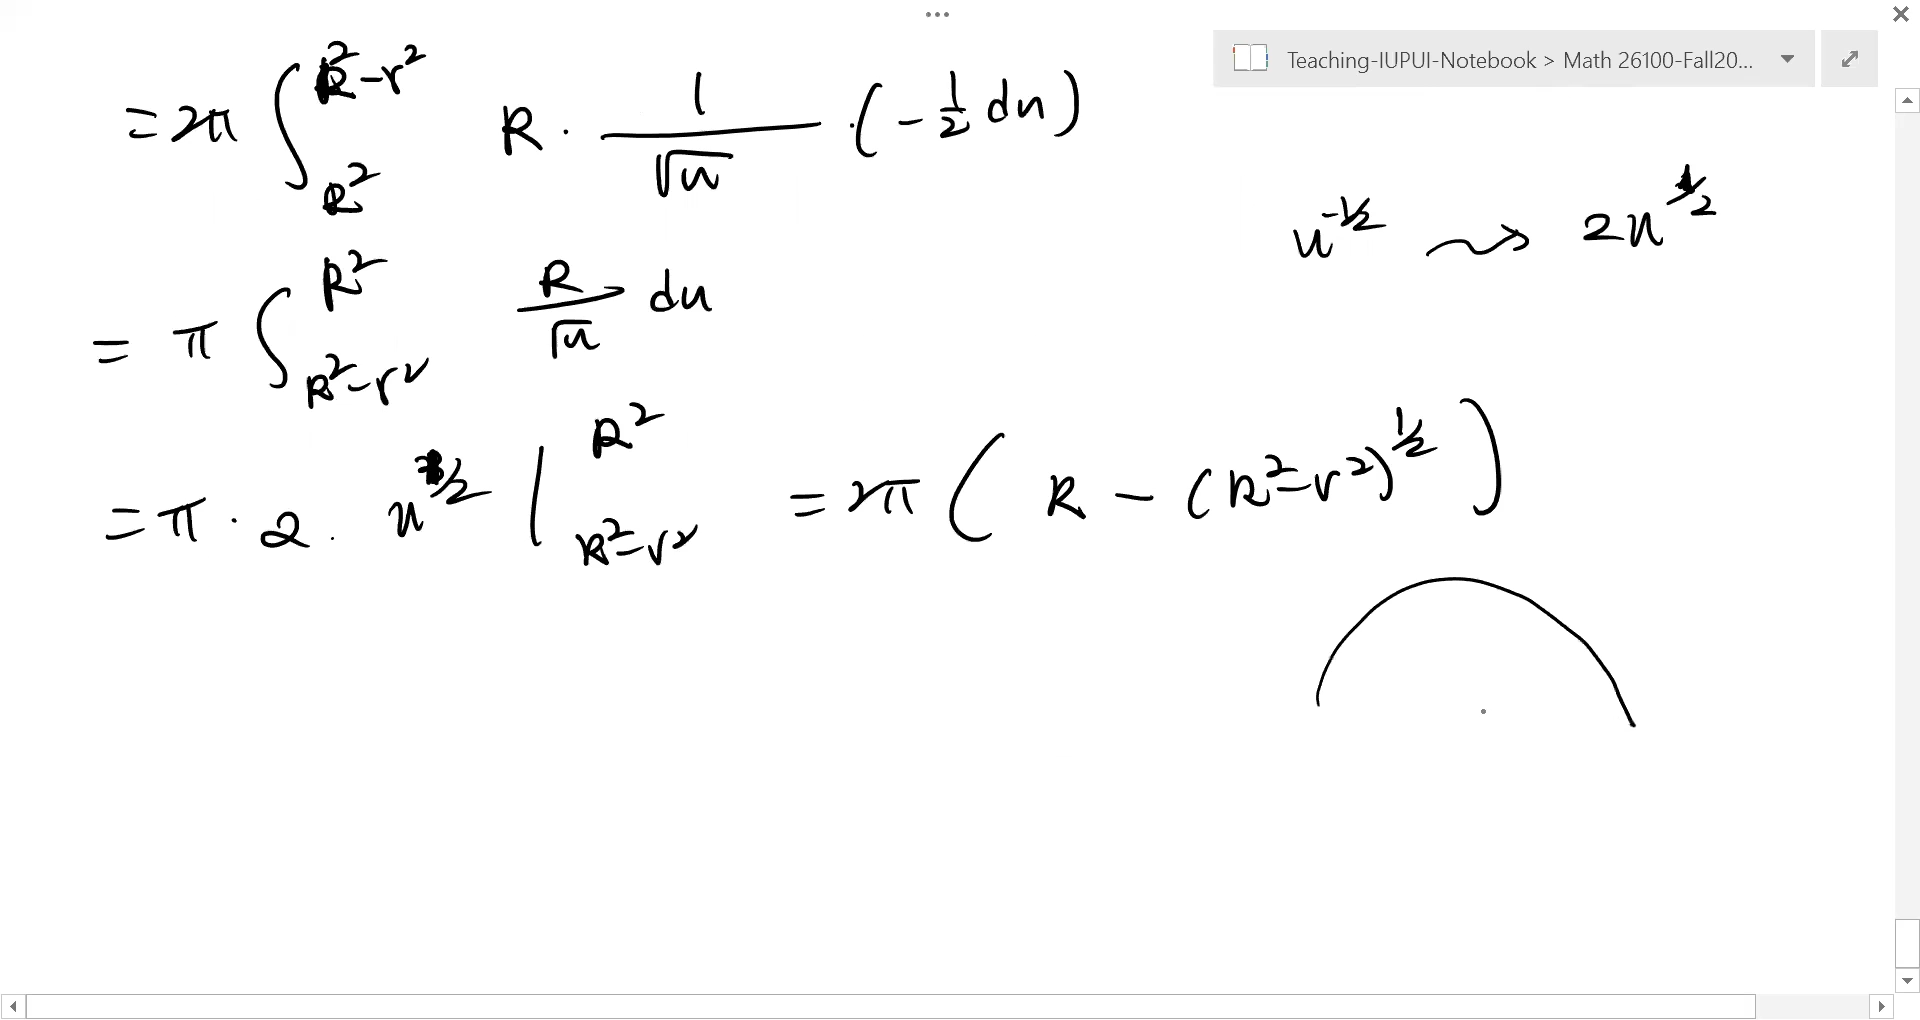 Teaching-IUPUI-Notebook > Math 26100-Fall20...
= 2π ∫_{R²}^{R²-r²} R · 1/√u · (-1/2 du)
u^{-1/2} ⇝ 2u^{1/2}
= π ∫_{R²-r²}^{R²} R/√u du
= π · 2 · u^{1/2} |_{R²-r²}^{R²} = 2π ( R - (R²-r²)^{1/2} )